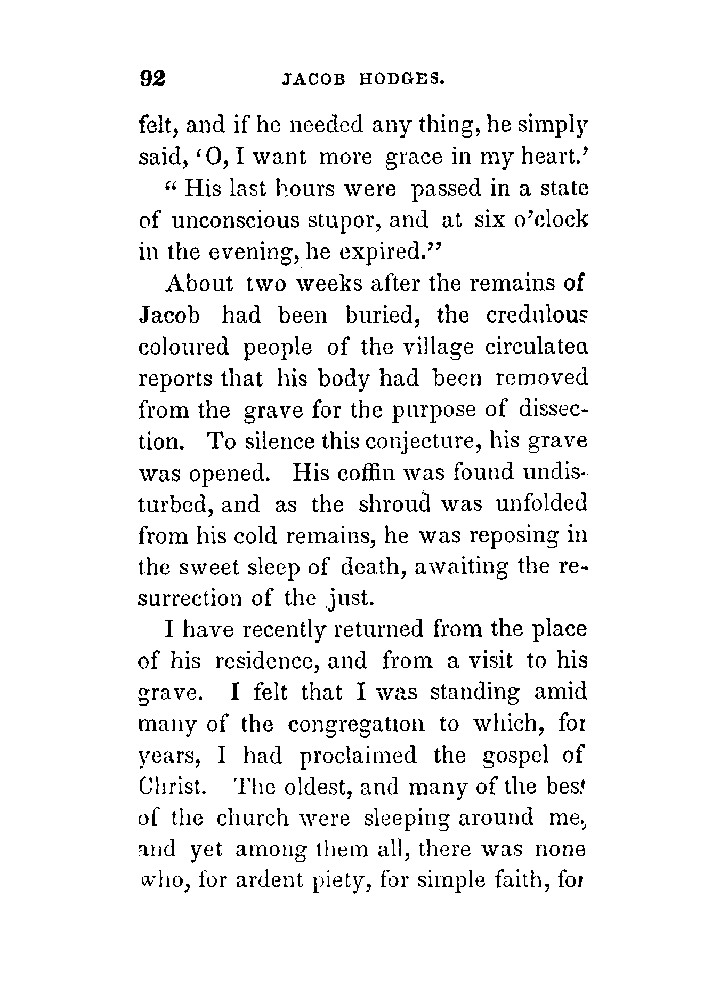 92 JACOB HODGES.
felt, and if he needed any thing, he simply
said, ‘O, I want more grace in my heart.’
“ His last hours were passed in a state
of unconscious stupor, and at six o’clock
in the evening, he expired.”
About two weeks after the remains of
Jacob had been buried, the credulous
coloured people of the village circulated
reports that his body had been removed
from the grave for the purpose of dissec-
tion. To silence this conjecture, his grave
was opened. His coffin was found undis-
turbed, and as the shroud was unfolded
from his cold remains, he was reposing in
the sweet sleep of death, awaiting the re-
surrection of the just.
I have recently returned from the place
of his residence, and from a visit to his
grave. I felt that I was standing amid
many of the congregation to which, for
years, I had proclaimed the gospel of
Christ. The oldest, and many of the best
of the church were sleeping around me,
and yet among them all, there was none
who, for ardent piety, for simple faith, for